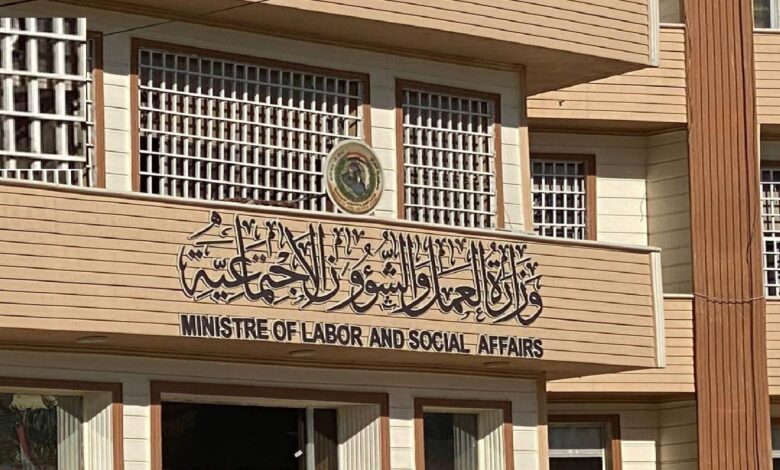 وزارة العمل والشؤون الاجتماعية
MINISTRE OF LABOR AND SOCIAL AFFAIRS